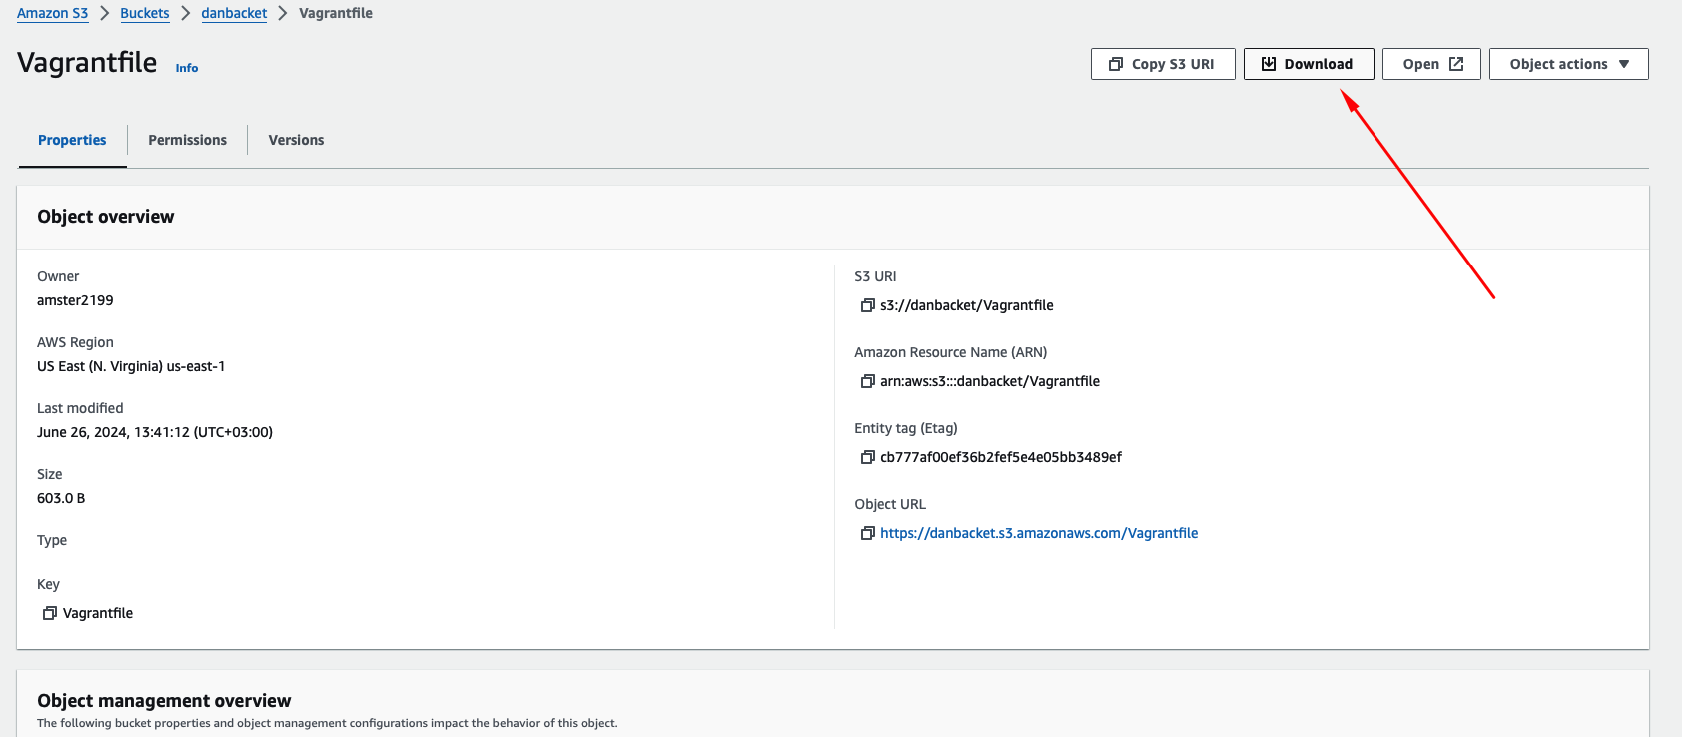 Amazon S3 > Buckets > danbacket > Vagrantfile
Vagrantfile Info
Copy S3 URI Download Open Object actions
Properties Permissions Versions
Object overview
Owner
amster2199
AWS Region
US East (N. Virginia) us-east-1
Last modified
June 26, 2024, 13:41:12 (UTC+03:00)
Size
603.0 B
Type
Key
Vagrantfile
S3 URI
s3://danbacket/Vagrantfile
Amazon Resource Name (ARN)
arn:aws:s3:::danbacket/Vagrantfile
Entity tag (Etag)
cb777af00ef36b2fef5e4e05bb3489ef
Object URL
https://danbacket.s3.amazonaws.com/Vagrantfile
Object management overview
The following bucket properties and object management configurations impact the behavior of this object.